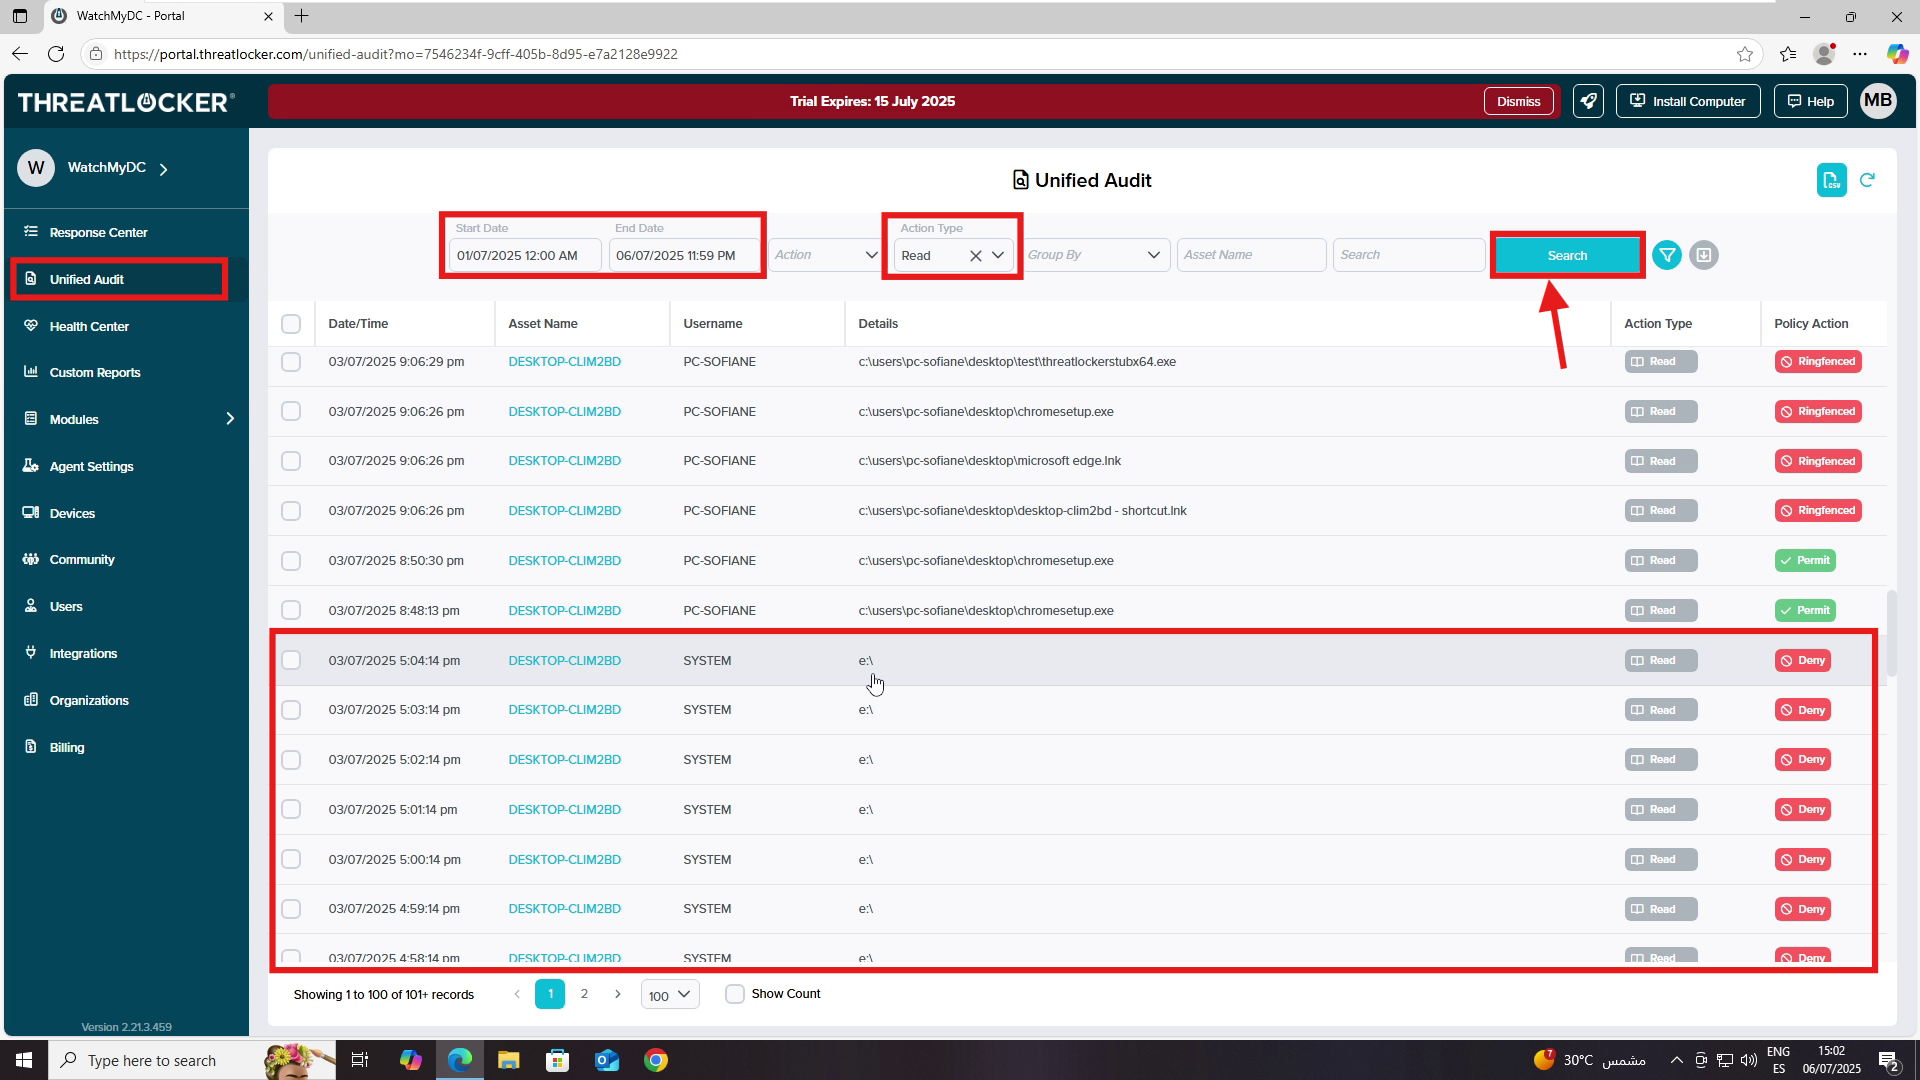 WatchMyDC - Portal
https://portal.threatlocker.com/unified-audit?mo=7546234f-9cff-405b-8d95-e7a2128e9922
THREATLOCKER®
Trial Expires: 15 July 2025
Dismiss
Install Computer
Help
MB
W WatchMyDC
Response Center
Unified Audit
Health Center
Custom Reports
Modules
Agent Settings
Devices
Community
Users
Integrations
Organizations
Billing
Version 2.21.3.459
Unified Audit
CSV
Start Date End Date Action Type
01/07/2025 12:00 AM 06/07/2025 11:59 PM Action Read Group By Asset Name Search Search
Date/Time Asset Name Username Details Action Type Policy Action
03/07/2025 9:06:29 pm DESKTOP-CLIM2BD PC-SOFIANE c:\users\pc-sofiane\desktop\test\threatlockerstubx64.exe Read Ringfenced
03/07/2025 9:06:26 pm DESKTOP-CLIM2BD PC-SOFIANE c:\users\pc-sofiane\desktop\chromesetup.exe Read Ringfenced
03/07/2025 9:06:26 pm DESKTOP-CLIM2BD PC-SOFIANE c:\users\pc-sofiane\desktop\microsoft edge.lnk Read Ringfenced
03/07/2025 9:06:26 pm DESKTOP-CLIM2BD PC-SOFIANE c:\users\pc-sofiane\desktop\desktop-clim2bd - shortcut.lnk Read Ringfenced
03/07/2025 8:50:30 pm DESKTOP-CLIM2BD PC-SOFIANE c:\users\pc-sofiane\desktop\chromesetup.exe Read Permit
03/07/2025 8:48:13 pm DESKTOP-CLIM2BD PC-SOFIANE c:\users\pc-sofiane\desktop\chromesetup.exe Read Permit
03/07/2025 5:04:14 pm DESKTOP-CLIM2BD SYSTEM e:\ Read Deny
03/07/2025 5:03:14 pm DESKTOP-CLIM2BD SYSTEM e:\ Read Deny
03/07/2025 5:02:14 pm DESKTOP-CLIM2BD SYSTEM e:\ Read Deny
03/07/2025 5:01:14 pm DESKTOP-CLIM2BD SYSTEM e:\ Read Deny
03/07/2025 5:00:14 pm DESKTOP-CLIM2BD SYSTEM e:\ Read Deny
03/07/2025 4:59:14 pm DESKTOP-CLIM2BD SYSTEM e:\ Read Deny
03/07/2025 4:58:14 pm DESKTOP-CLIM2BD SYSTEM e:\ Read Deny
Showing 1 to 100 of 101+ records 1 2 100 Show Count
Type here to search
7 30°C مشمس
ENG
ES
15:02
06/07/2025
2